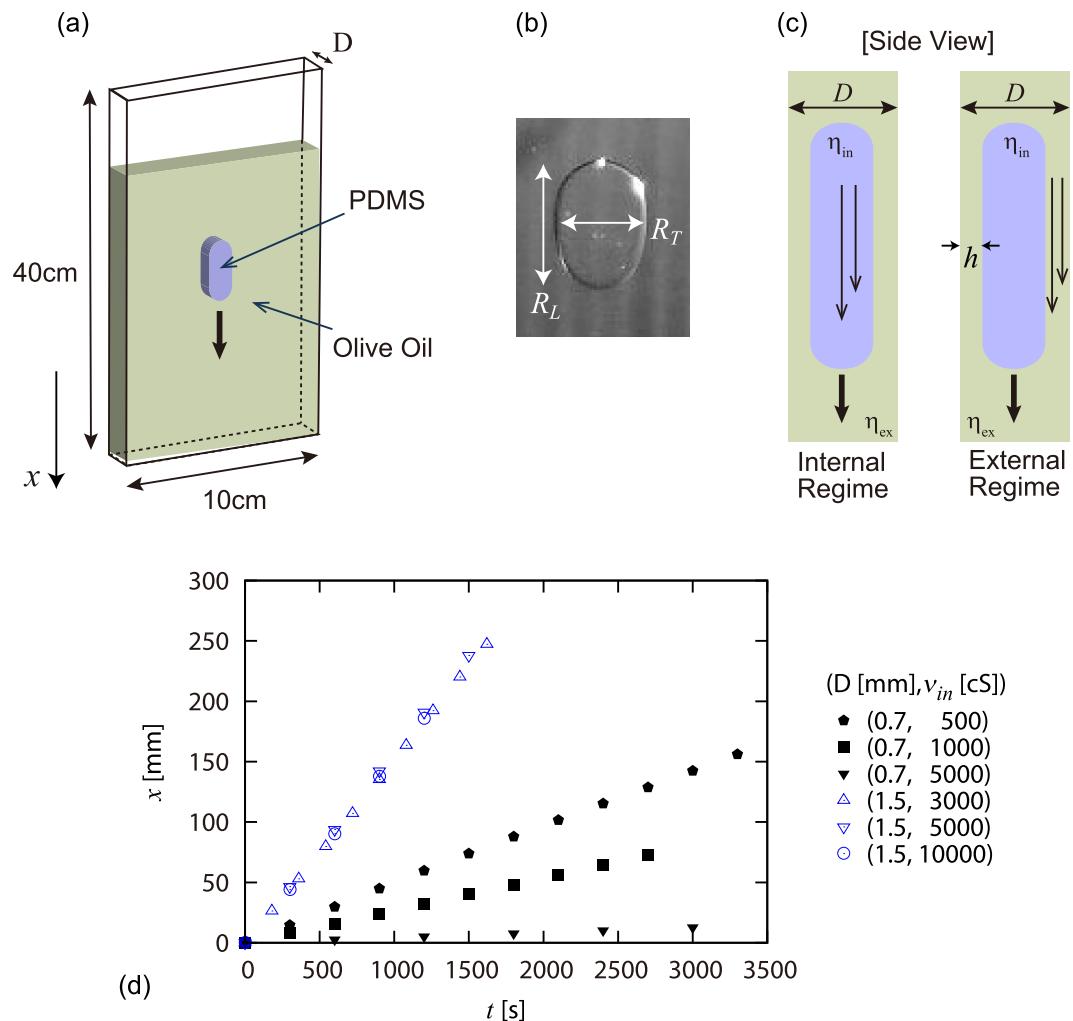 (a)
D
PDMS
40cm
Olive Oil
x
10cm
(b)
R_T
R_L
(c)
[Side View]
D
D
η_in
η_in
h
η_ex
η_ex
Internal
Regime
External
Regime
300
250
200
150
100
50
0
x [mm]
0 500 1000 1500 2000 2500 3000 3500
t [s]
(d)
(D [mm],ν_in [cS])
(0.7, 500)
(0.7, 1000)
(0.7, 5000)
(1.5, 3000)
(1.5, 5000)
(1.5, 10000)